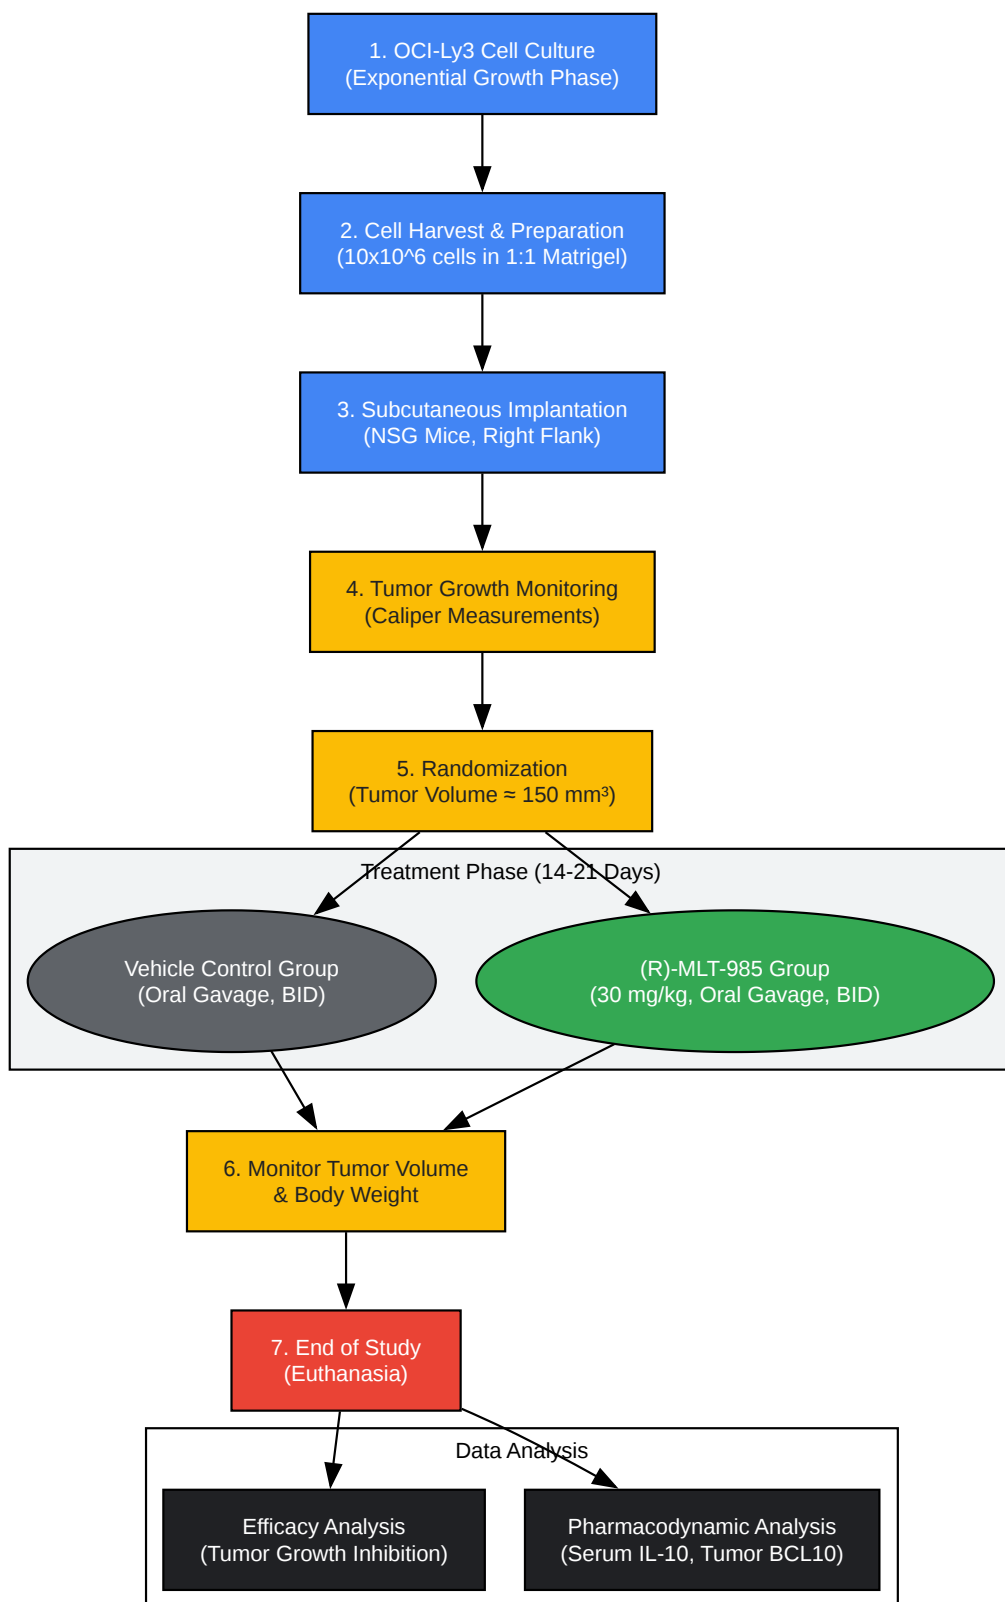 1. OCI-Ly3 Cell Culture
(Exponential Growth Phase)
2. Cell Harvest & Preparation
(10x10^6 cells in 1:1 Matrigel)
3. Subcutaneous Implantation
(NSG Mice, Right Flank)
4. Tumor Growth Monitoring
(Caliper Measurements)
5. Randomization
(Tumor Volume ≈ 150 mm³)
Treatment Phase (14-21 Days)
Vehicle Control Group
(Oral Gavage, BID)
(R)-MLT-985 Group
(30 mg/kg, Oral Gavage, BID)
6. Monitor Tumor Volume
& Body Weight
7. End of Study
(Euthanasia)
Data Analysis
Efficacy Analysis
(Tumor Growth Inhibition)
Pharmacodynamic Analysis
(Serum IL-10, Tumor BCL10)